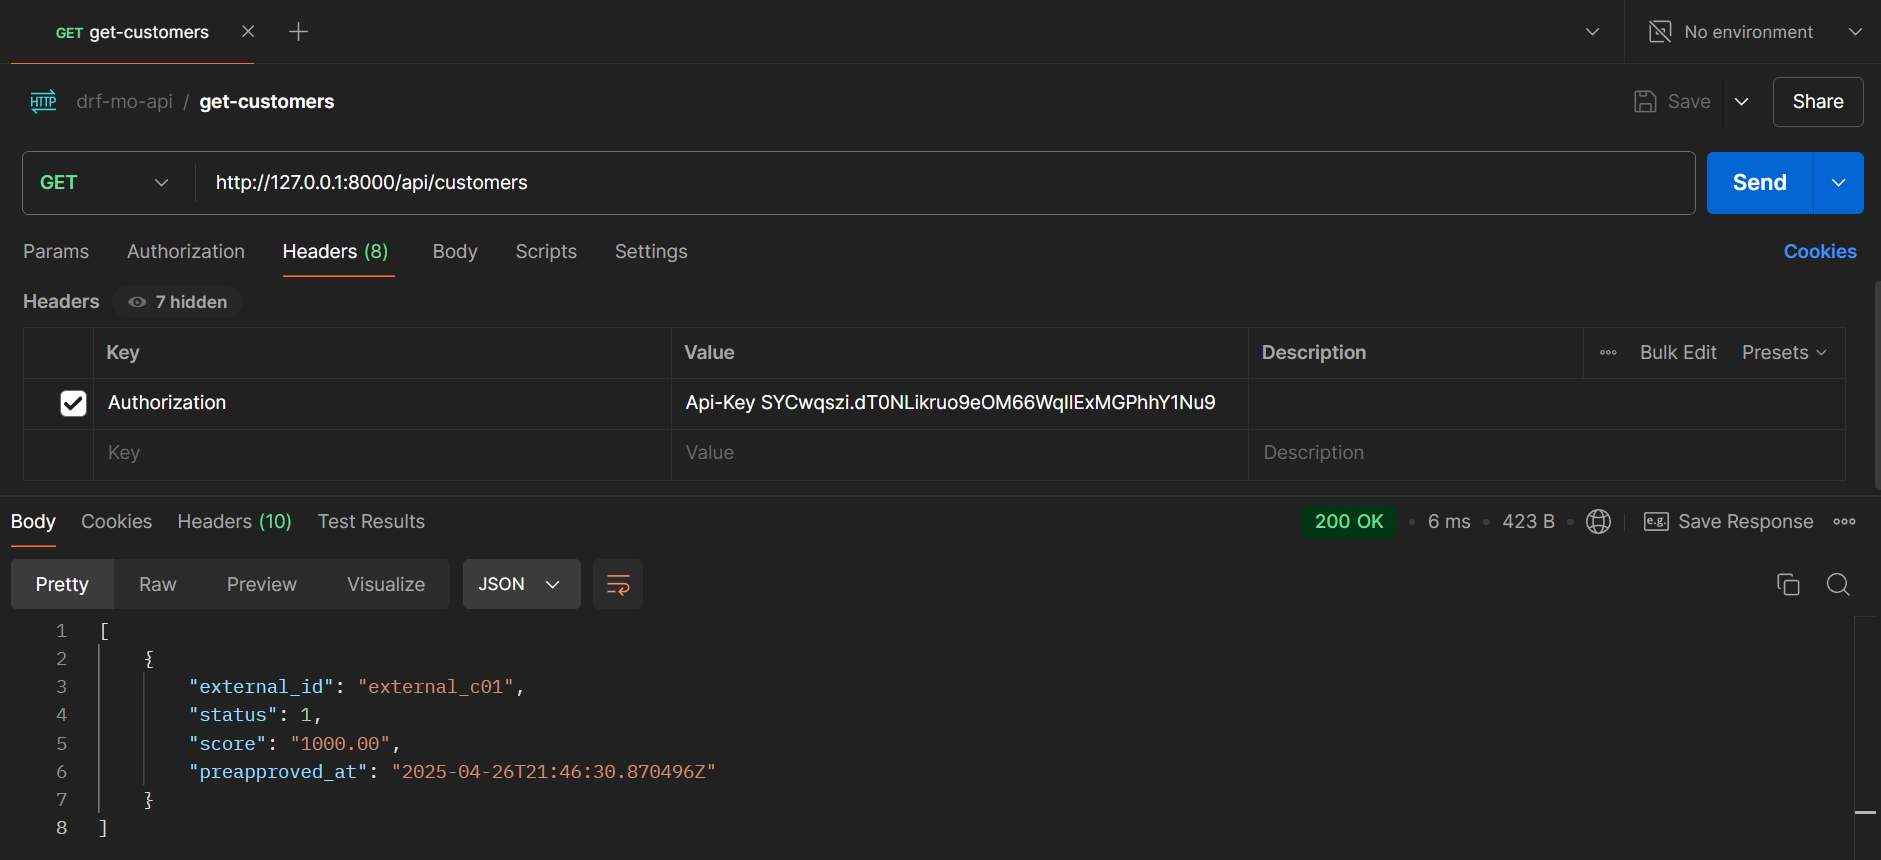 GET get-customers
No environment
HTTP drf-mo-api / get-customers
Save
Share
GET http://127.0.0.1:8000/api/customers
Send
Params Authorization Headers (8) Body Scripts Settings
Cookies
Headers 7 hidden
Key Value Description Bulk Edit Presets
Authorization Api-Key SYCwqszi.dT0NLikruo9eOM66WqIlExMGPhhY1Nu9
Key Value Description
Body Cookies Headers (10) Test Results
200 OK • 6 ms • 423 B • e.g. Save Response
Pretty Raw Preview Visualize JSON
1 [
2 {
3 "external_id": "external_c01",
4 "status": 1,
5 "score": "1000.00",
6 "preapproved_at": "2025-04-26T21:46:30.870496Z"
7 }
8 ]